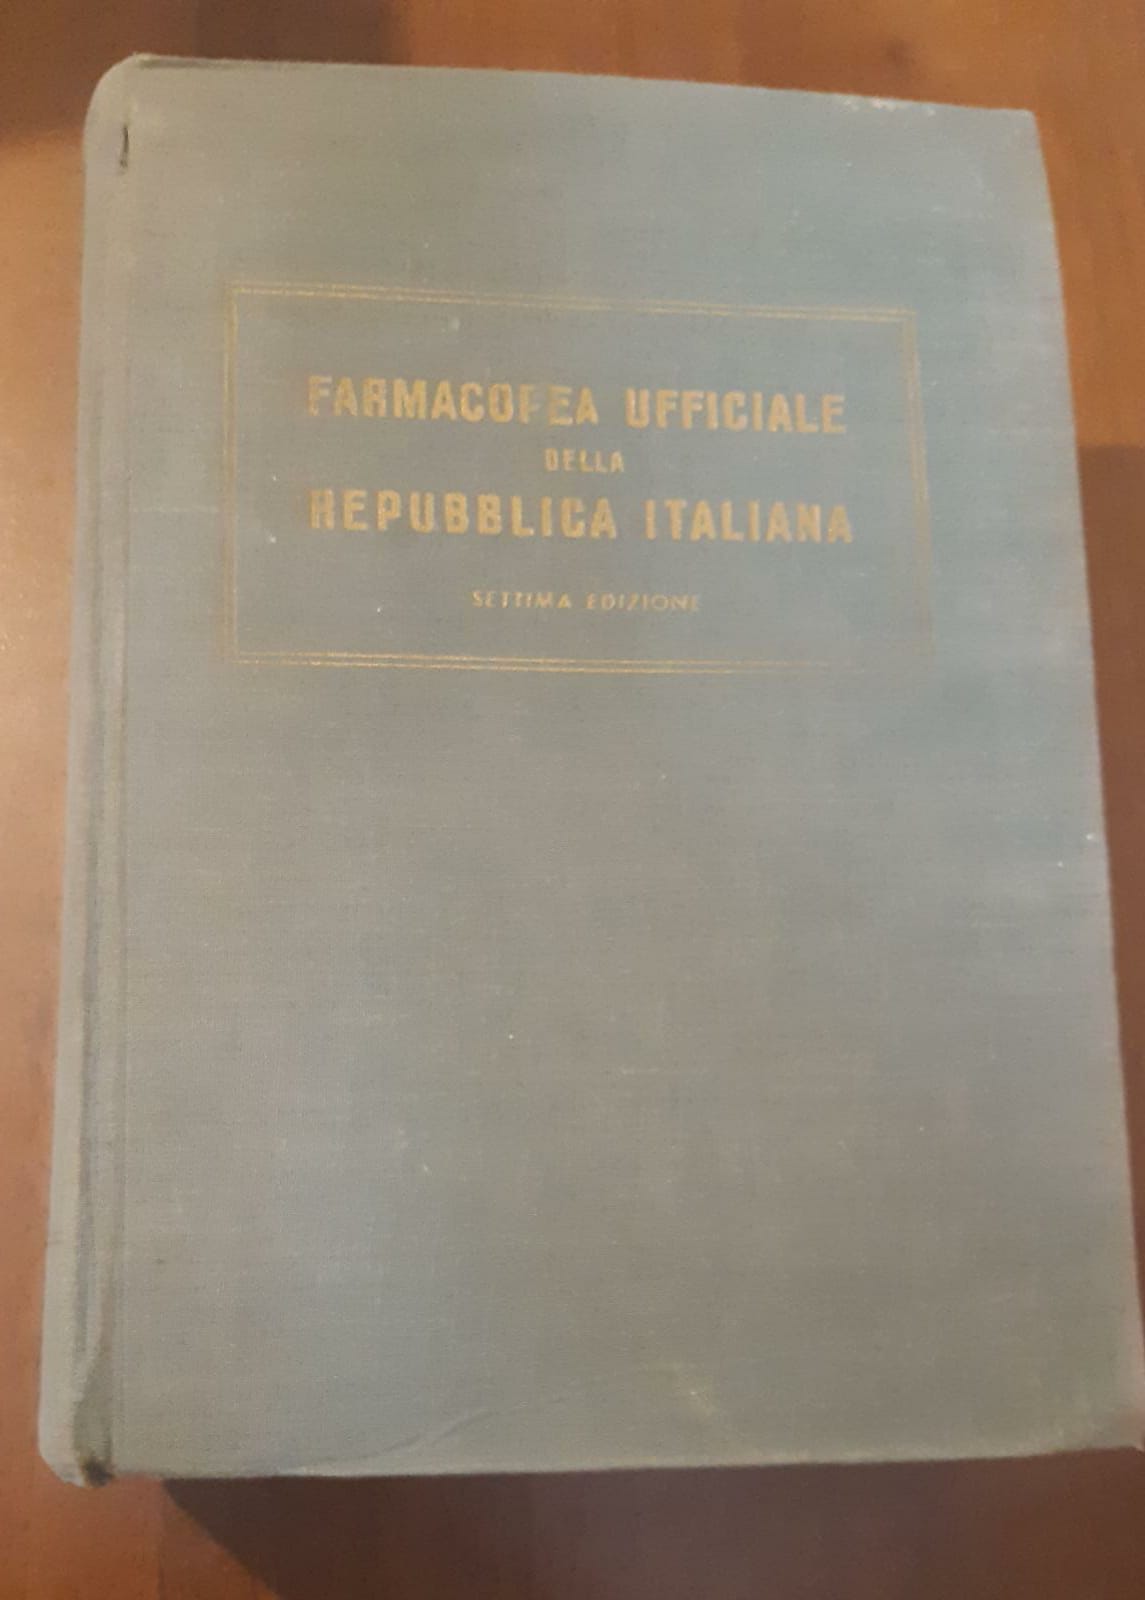 FARMACOPEA UFFICIALE
DELLA
REPUBBLICA ITALIANA
SETTIMA EDIZIONE